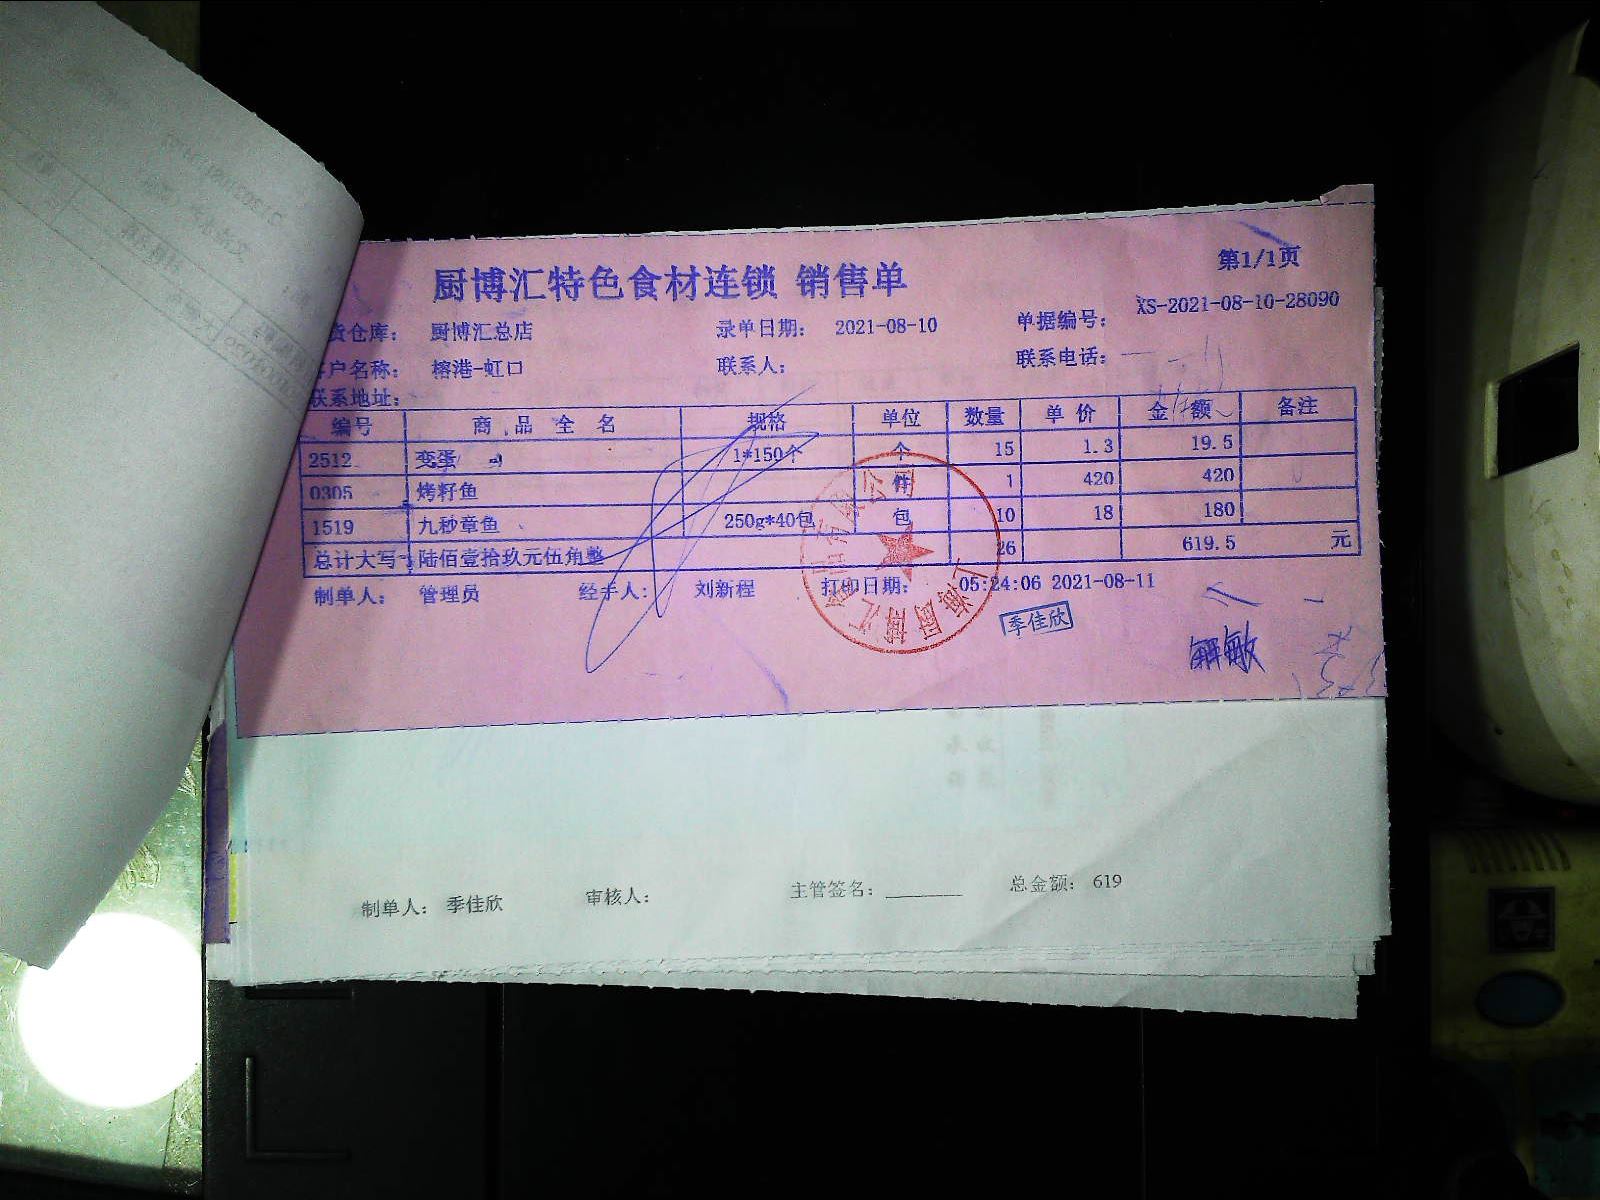 厨博汇特色食材连锁 销售单
第1/1页
货仓库： 厨博汇总店 录单日期： 2021-08-10 单据编号： XS-2021-08-10-28090
户名称： 榕港-虹口 联系人： 联系电话：
联系地址：
编号 商品全名 规格 单位 数量 单价 金额 备注
2512 变蛋 1*150个 个 15 1.3 19.5
0305 烤籽鱼 件 1 420 420
1519 九秒章鱼 250g*40包 包 10 18 180
总计大写 陆佰壹拾玖元伍角整 26 619.5 元
制单人： 管理员 经手人： 刘新程 打印日期： 05:24:06 2021-08-11
季佳欣
制单人： 季佳欣 审核人： 主管签名： 总金额： 619